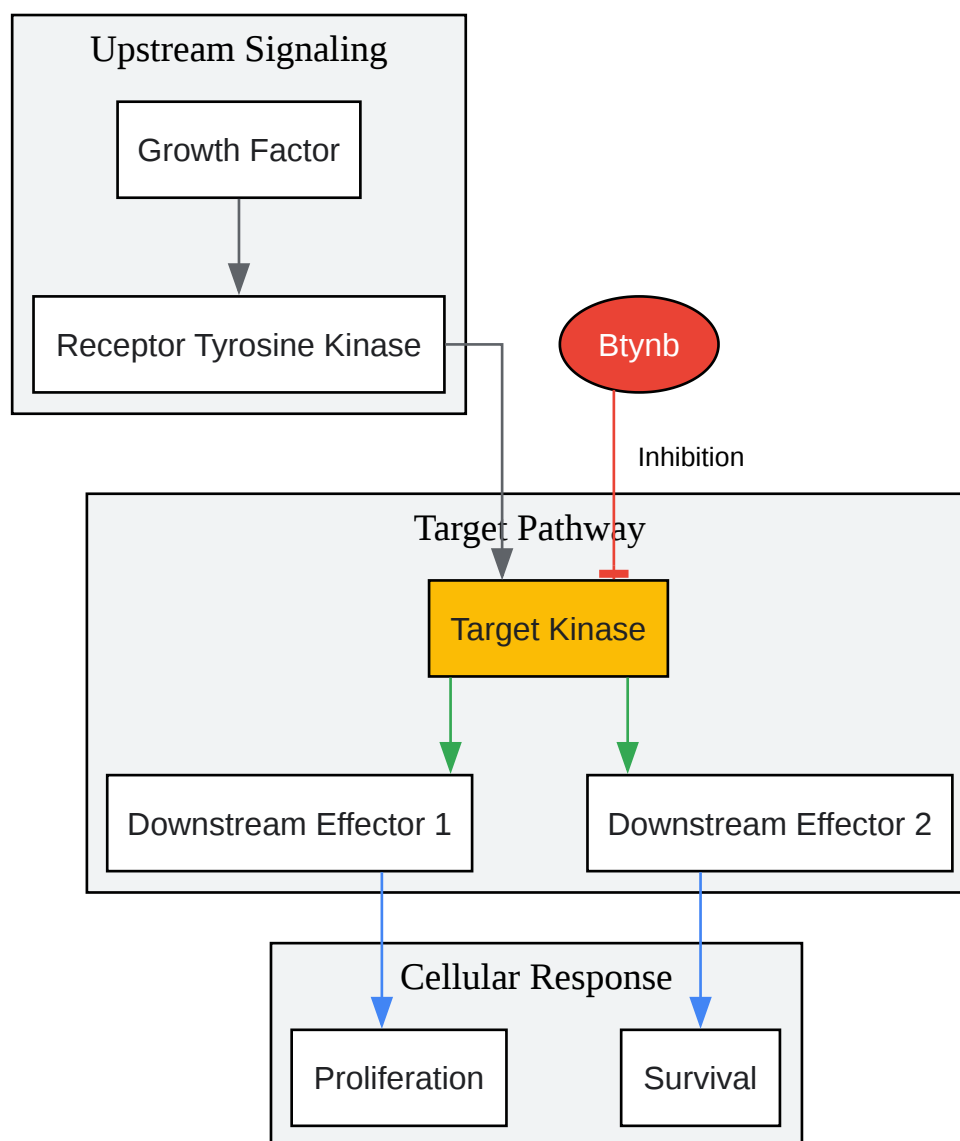 Upstream Signaling
Growth Factor
Receptor Tyrosine Kinase
Btynb
Inhibition
Target Pathway
Target Kinase
Downstream Effector 1
Downstream Effector 2
Cellular Response
Proliferation
Survival